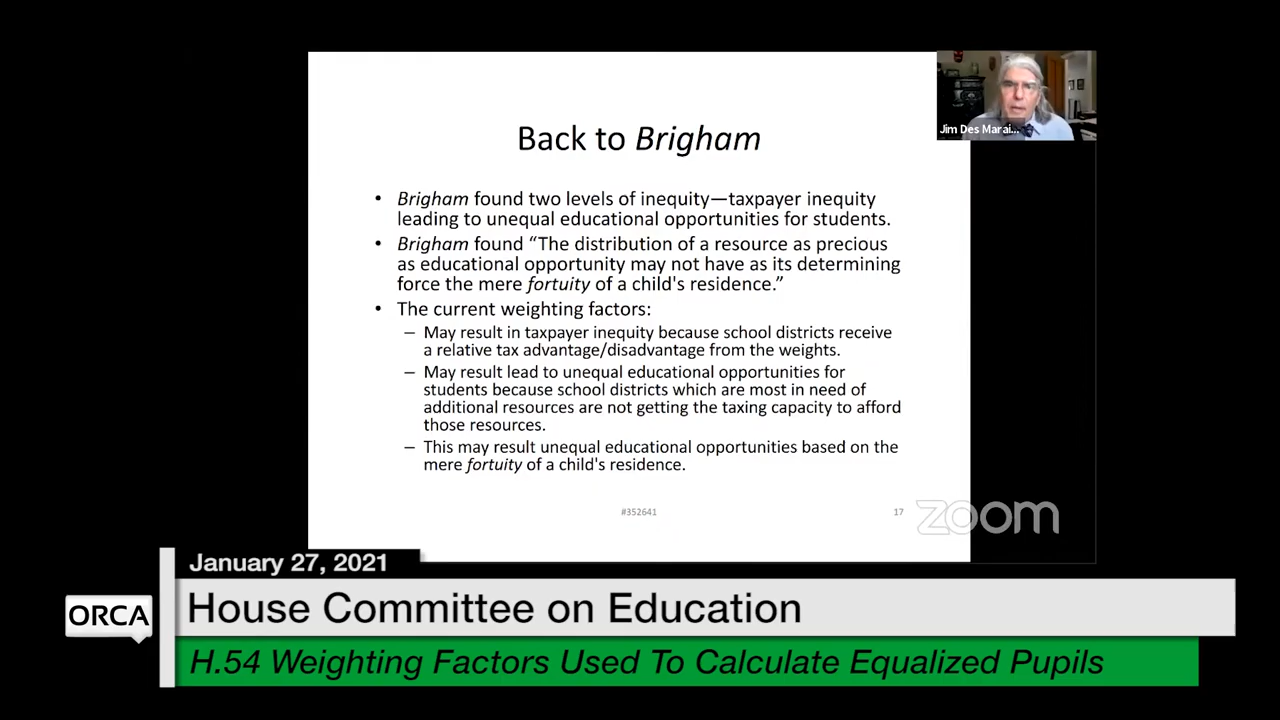 Back to Brigham
• Brigham found two levels of inequity—taxpayer inequity
leading to unequal educational opportunities for students.
• Brigham found “The distribution of a resource as precious
as educational opportunity may not have as its determining
force the mere fortuity of a child's residence.”
• The current weighting factors:
– May result in taxpayer inequity because school districts receive
a relative tax advantage/disadvantage from the weights.
– May result lead to unequal educational opportunities for
students because school districts which are most in need of
additional resources are not getting the taxing capacity to afford
those resources.
– This may result unequal educational opportunities based on the
mere fortuity of a child's residence.
#352641
17
Jim Des Marai...
zoom
January 27, 2021
ORCA
House Committee on Education
H.54 Weighting Factors Used To Calculate Equalized Pupils